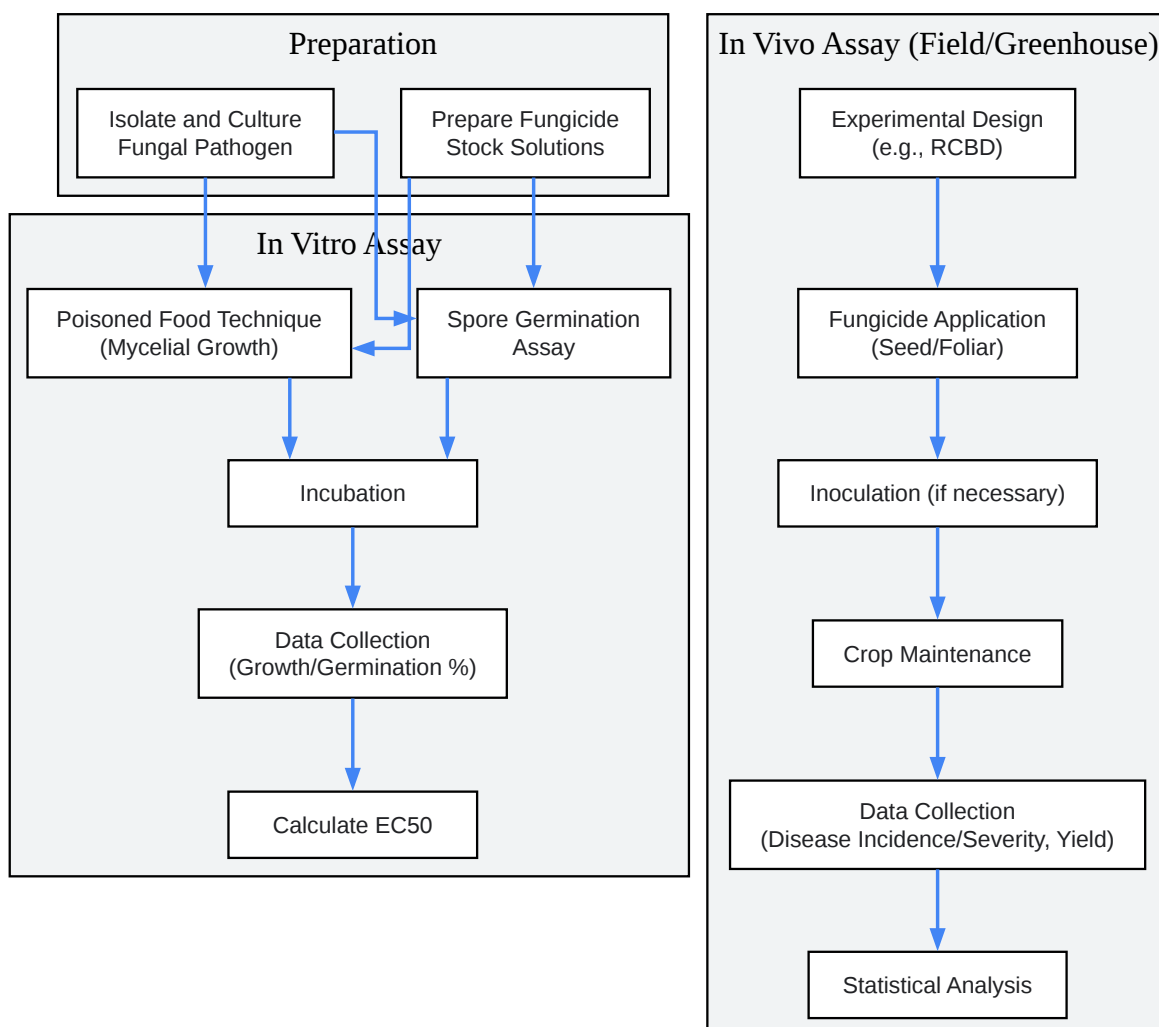 Preparation
Isolate and Culture
Fungal Pathogen
Prepare Fungicide
Stock Solutions
In Vitro Assay
Poisoned Food Technique
(Mycelial Growth)
Spore Germination
Assay
Incubation
Data Collection
(Growth/Germination %)
Calculate EC50
In Vivo Assay (Field/Greenhouse)
Experimental Design
(e.g., RCBD)
Fungicide Application
(Seed/Foliar)
Inoculation (if necessary)
Crop Maintenance
Data Collection
(Disease Incidence/Severity, Yield)
Statistical Analysis